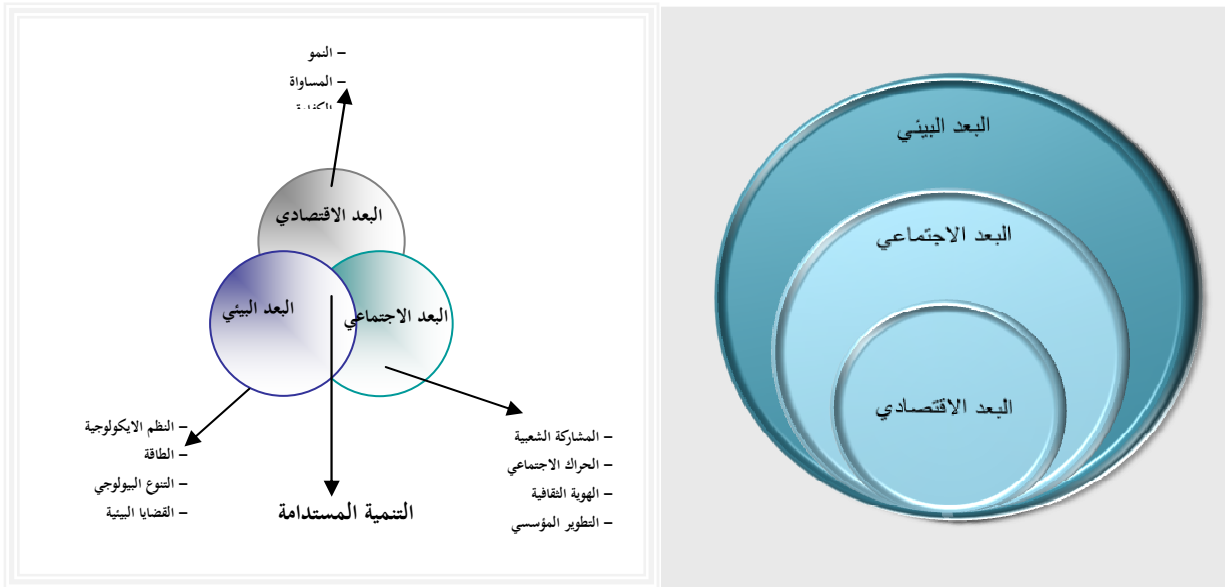 – النمو
– المساواة
البعد الاقتصادي
البعد البيئي
البعد الاجتماعي
– النظم الايكولوجية
– الطاقة
– التنوع البيولوجي
– القضايا البيئية
– المشاركة الشعبية
– الحراك الاجتماعي
– الهوية الثقافية
– التطوير المؤسسي
التنمية المستدامة
البعد البيئي
البعد الاجتماعي
البعد الاقتصادي